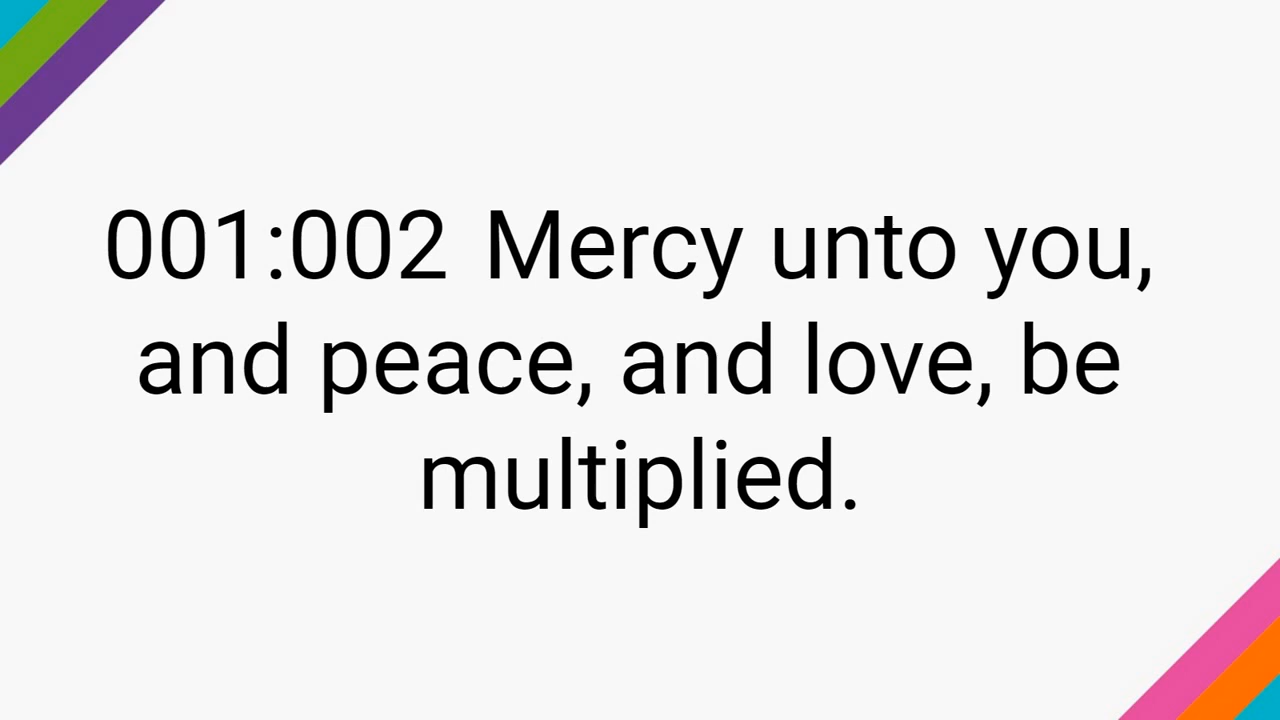 001:002 Mercy unto you,
and peace, and love, be
multiplied.